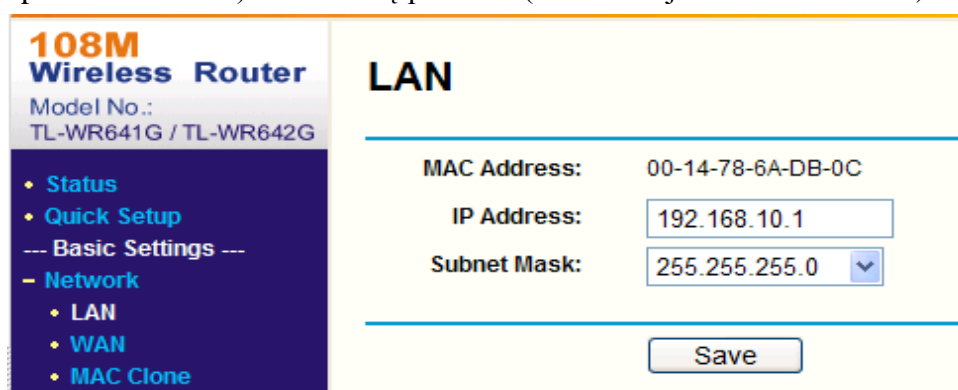 108M
Wireless Router
Model No.:
TL-WR641G / TL-WR642G
• Status
• Quick Setup
--- Basic Settings ---
– Network
• LAN
• WAN
• MAC Clone
LAN
MAC Address: 00-14-78-6A-DB-0C
IP Address: 192.168.10.1
Subnet Mask: 255.255.255.0
Save